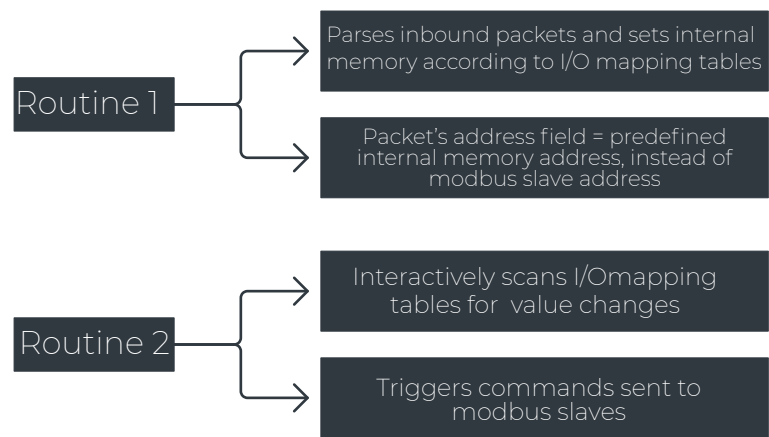 Routine 1
Parses inbound packets and sets internal
memory according to I/O mapping tables
Packet's address field = predefined
internal memory address, instead of
modbus slave address
Routine 2
Interactively scans I/Omapping
tables for value changes
Triggers commands sent to
modbus slaves